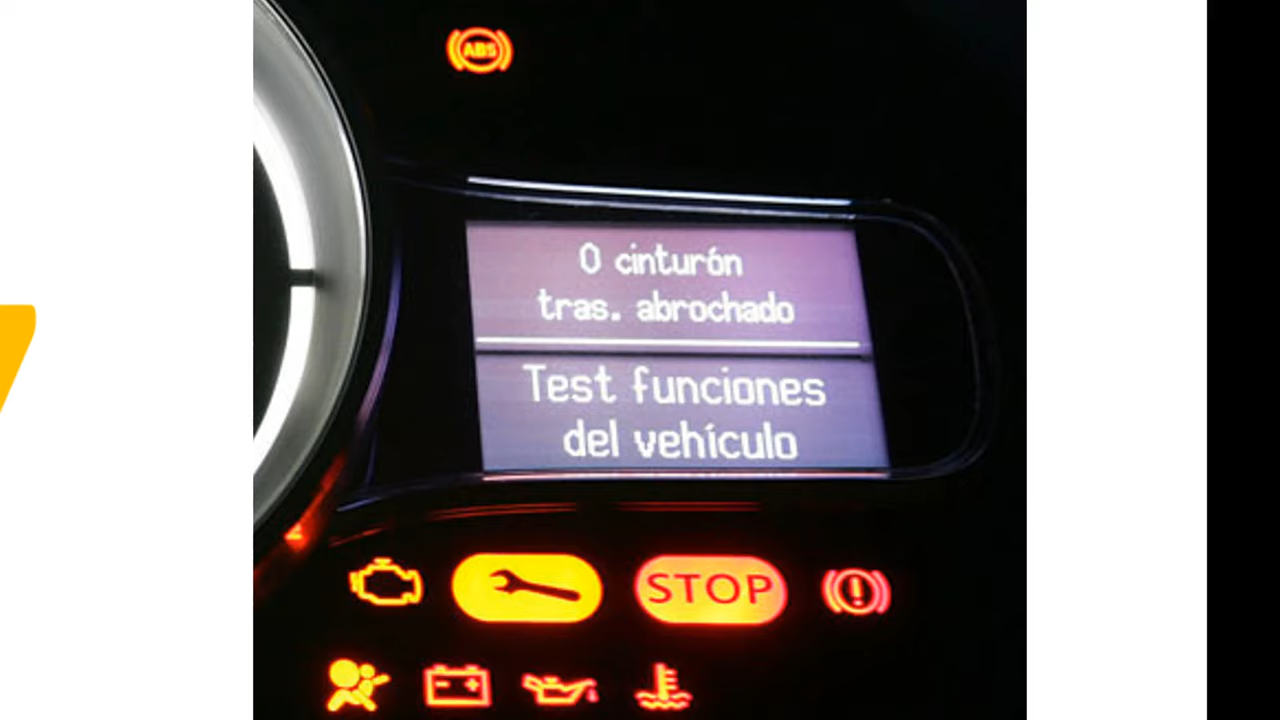 ABS
0 cinturón
tras. abrochado
Test funciones
del vehículo
STOP